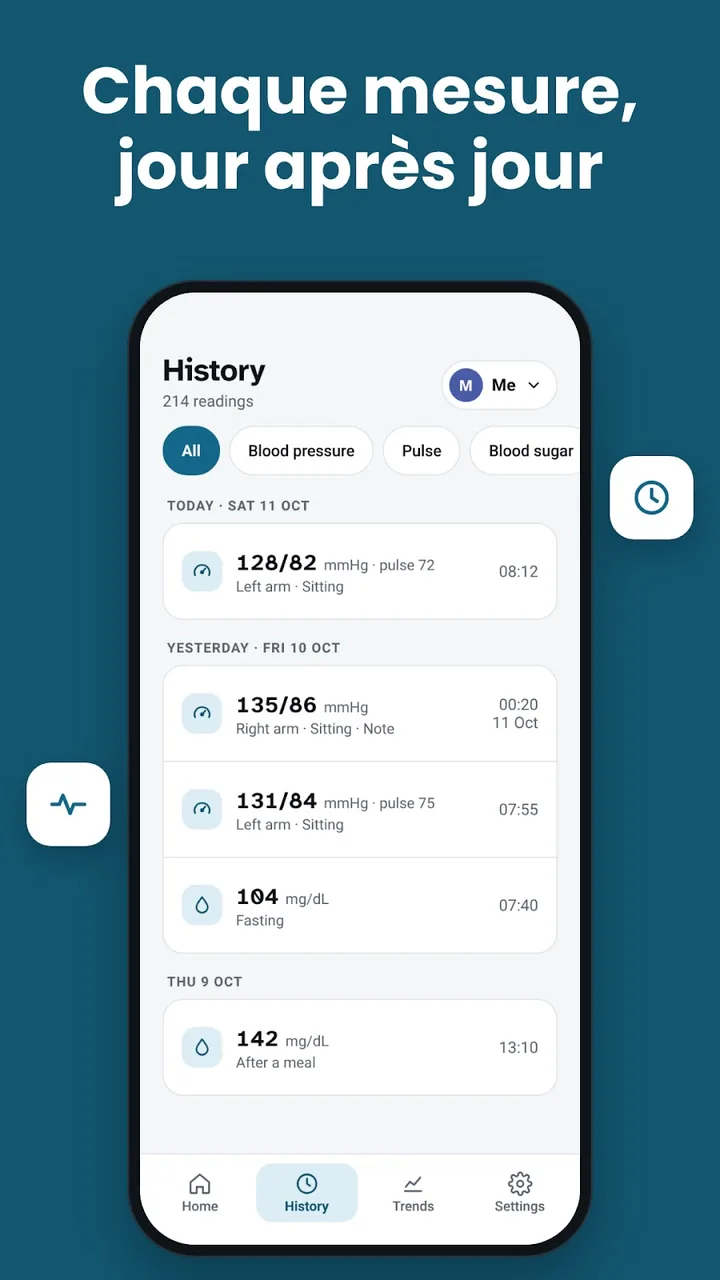 Chaque mesure,
jour après jour
History
214 readings
M Me
All Blood pressure Pulse Blood sugar
TODAY · SAT 11 OCT
128/82 mmHg · pulse 72
Left arm · Sitting
08:12
YESTERDAY · FRI 10 OCT
135/86 mmHg
Right arm · Sitting · Note
00:20
11 Oct
131/84 mmHg · pulse 75
Left arm · Sitting
07:55
104 mg/dL
Fasting
07:40
THU 9 OCT
142 mg/dL
After a meal
13:10
Home History Trends Settings